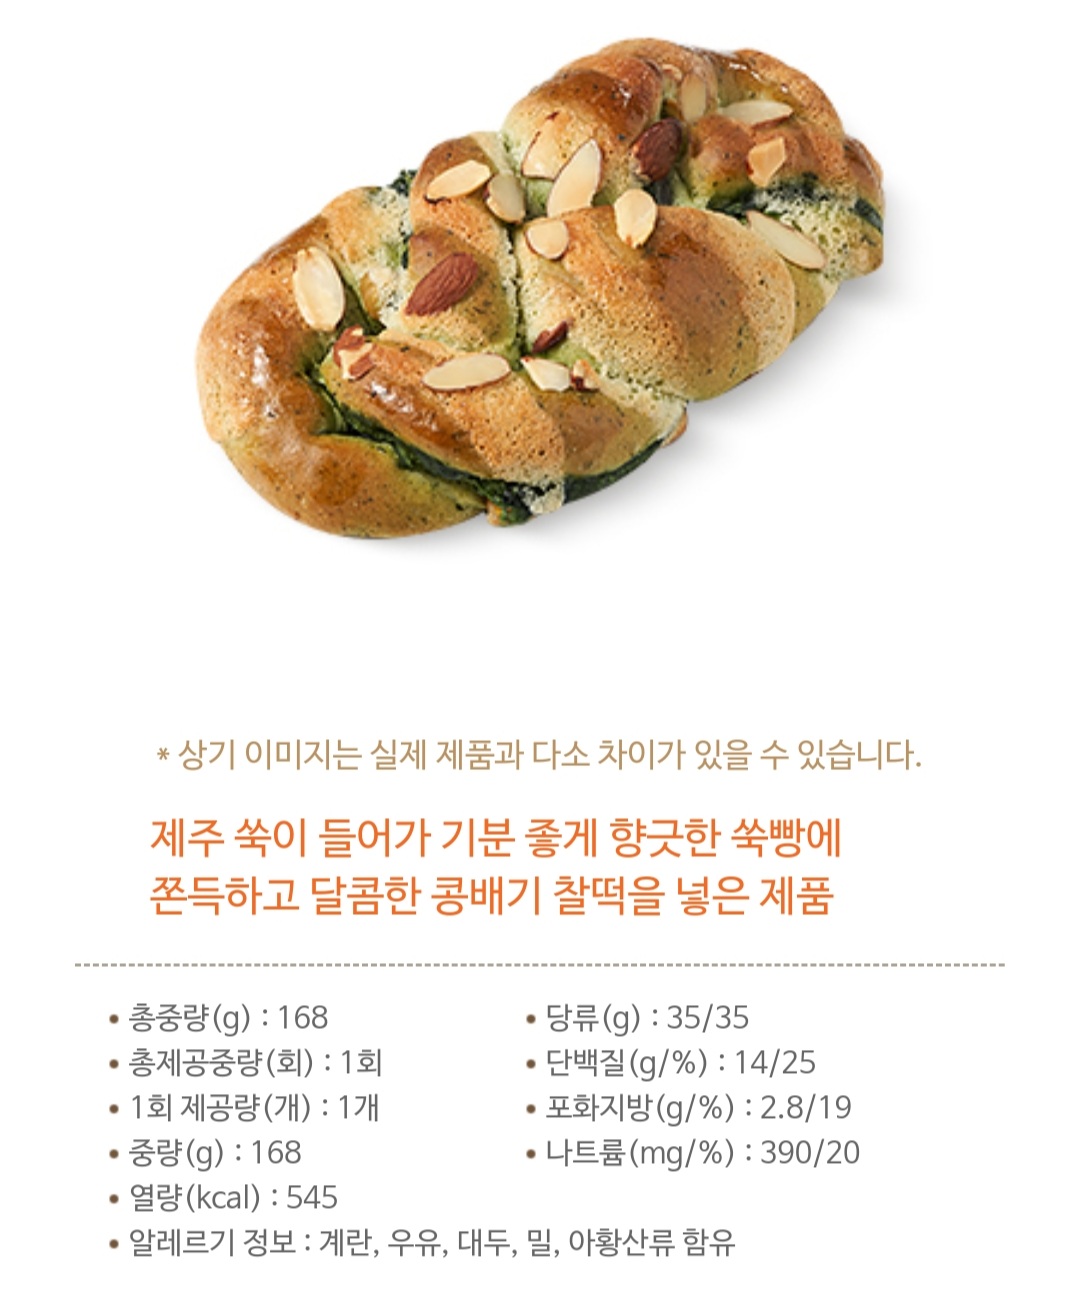 * 상기 이미지는 실제 제품과 다소 차이가 있을 수 있습니다.
제주 쑥이 들어가 기분 좋게 향긋한 쑥빵에
쫀득하고 달콤한 콩배기 찰떡을 넣은 제품
• 총중량(g) : 168
• 총제공중량(회) : 1회
• 1회 제공량(개) : 1개
• 중량(g) : 168
• 열량(kcal) : 545
• 당류(g) : 35/35
• 단백질(g/%) : 14/25
• 포화지방(g/%) : 2.8/19
• 나트륨(mg/%) : 390/20
• 알레르기 정보 : 계란, 우유, 대두, 밀, 아황산류 함유